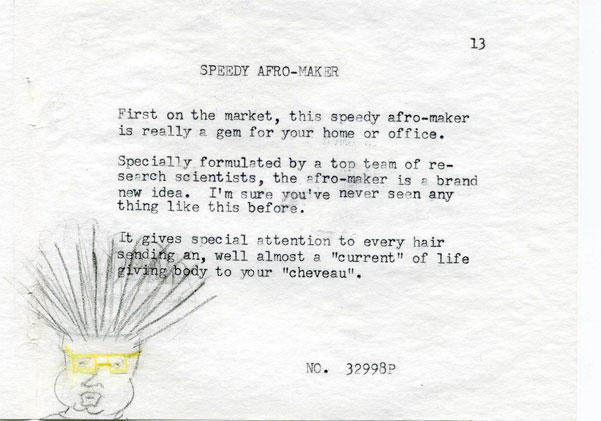 13
SPEEDY AFRO-MAKER
First on the market, this speedy afro-maker
is really a gem for your home or office.
Specially formulated by a top team of re-
search scientists, the afro-maker is a brand
new idea. I'm sure you've never seen any
thing like this before.
It gives special attention to every hair
sending an, well almost a "current" of life
giving body to your "cheveau".
NO. 32998P